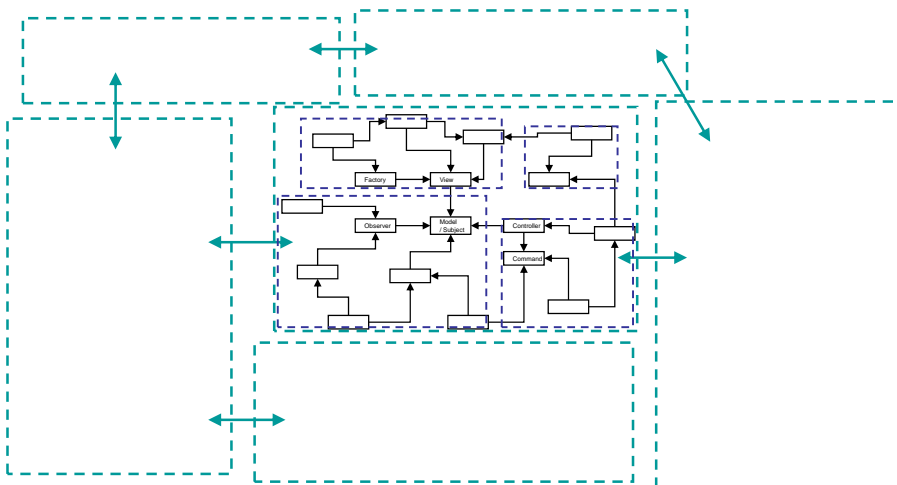 Factory
View
Observer
Model
/ Subject
Controller
Command